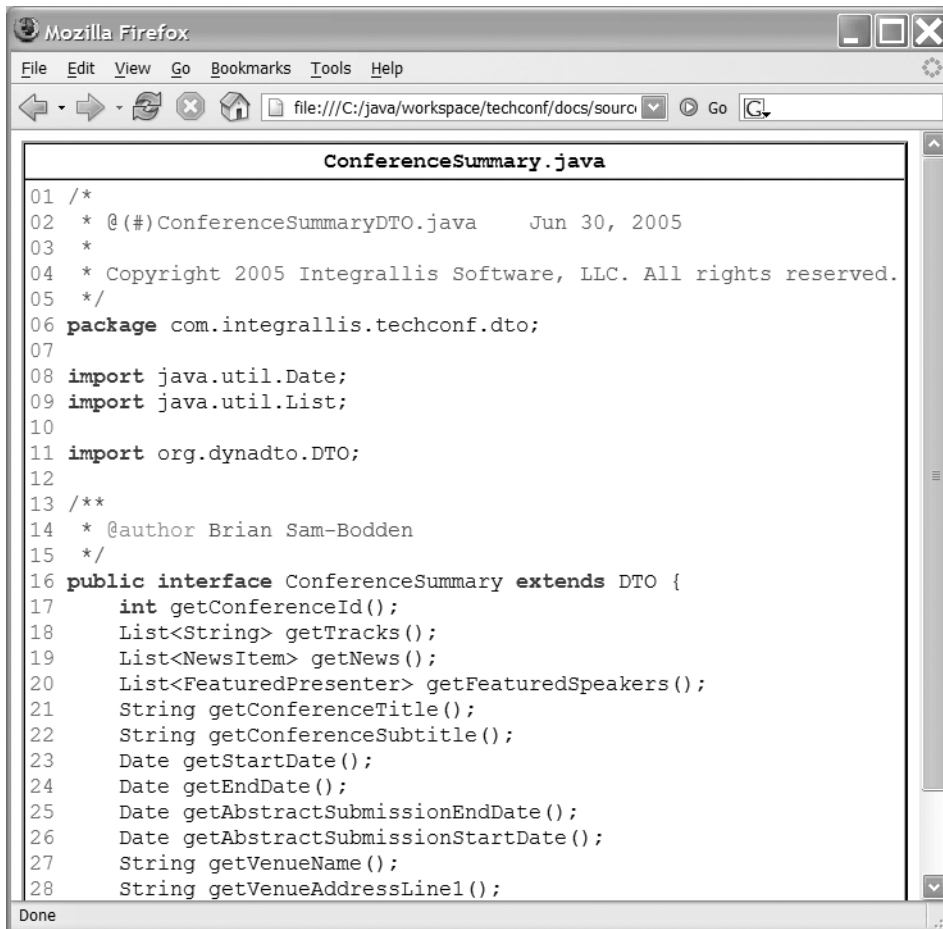 Mozilla Firefox
File Edit View Go Bookmarks Tools Help
file:///C:/java/workspace/techconf/docs/sourc Go G
ConferenceSummary.java
01 /*
02  * @(#)ConferenceSummaryDTO.java    Jun 30, 2005
03  *
04  * Copyright 2005 Integrallis Software, LLC. All rights reserved.
05  */
06 package com.integrallis.techconf.dto;
07
08 import java.util.Date;
09 import java.util.List;
10
11 import org.dynadto.DTO;
12
13 /**
14  * @author Brian Sam-Bodden
15  */
16 public interface ConferenceSummary extends DTO {
17     int getConferenceId();
18     List<String> getTracks();
19     List<NewsItem> getNews();
20     List<FeaturedPresenter> getFeaturedSpeakers();
21     String getConferenceTitle();
22     String getConferenceSubtitle();
23     Date getStartDate();
24     Date getEndDate();
25     Date getAbstractSubmissionEndDate();
26     Date getAbstractSubmissionStartDate();
27     String getVenueName();
28     String getVenueAddressLine1();
Done